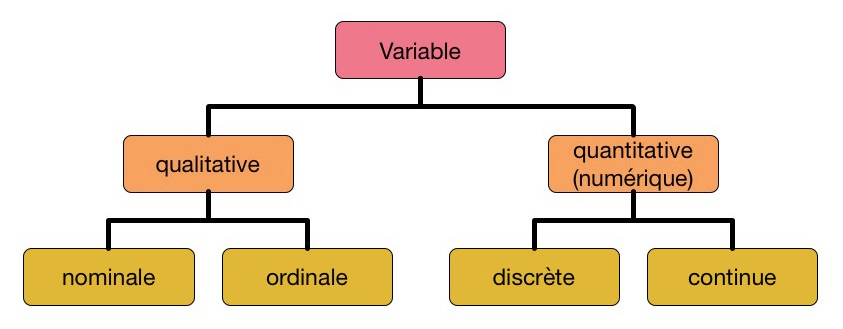 Variable
qualitative
quantitative
(numérique)
nominale
ordinale
discrète
continue